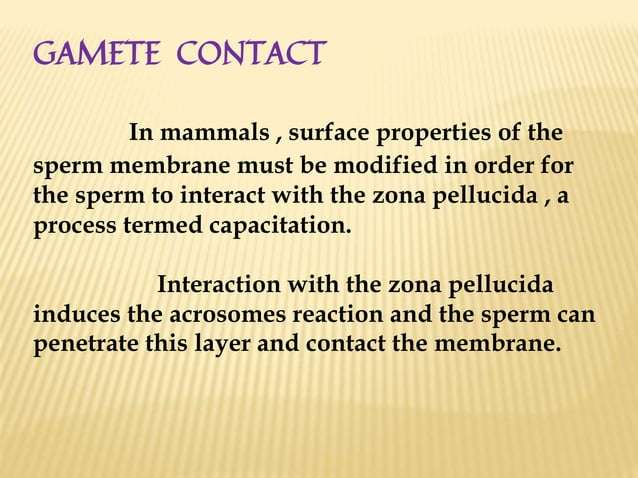 GAMETE CONTACT
In mammals , surface properties of the
sperm membrane must be modified in order for
the sperm to interact with the zona pellucida , a
process termed capacitation.
Interaction with the zona pellucida
induces the acrosomes reaction and the sperm can
penetrate this layer and contact the membrane.